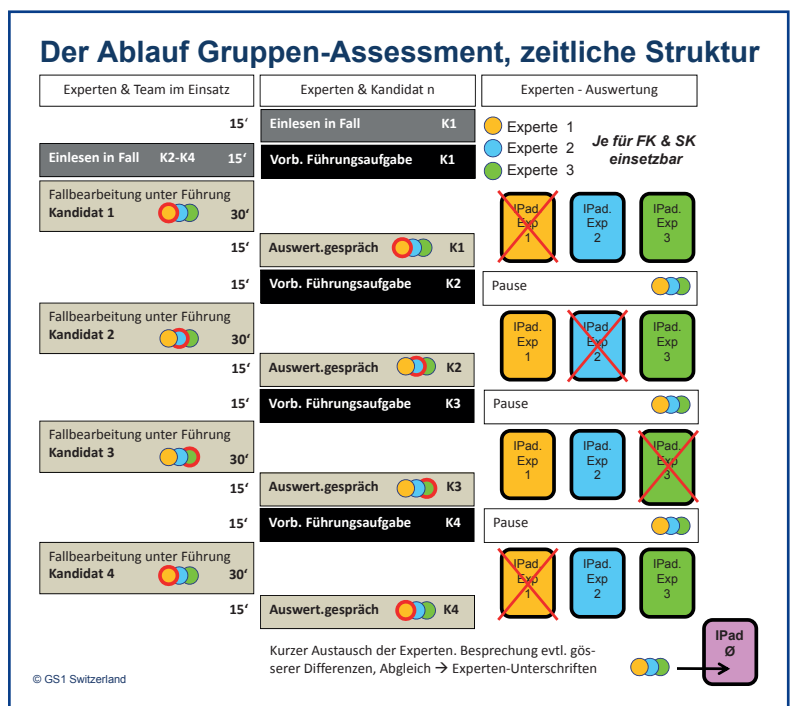 Der Ablauf Gruppen-Assessment, zeitliche Struktur
Experten & Team im Einsatz
Experten & Kandidat n
Experten - Auswertung
15‘
Einlesen in Fall K1
Experte 1
Experte 2
Experte 3
Je für FK & SK
einsetzbar
Einlesen in Fall K2-K4 15‘
Vorb. Führungsaufgabe K1
Fallbearbeitung unter Führung
Kandidat 1
30‘
IPad.
Exp
1
IPad.
Exp
2
IPad.
Exp
3
15‘
Auswert.gespräch K1
15‘
Vorb. Führungsaufgabe K2
Pause
Fallbearbeitung unter Führung
Kandidat 2
30‘
IPad.
Exp
1
IPad.
Exp
2
IPad.
Exp
3
15‘
Auswert.gespräch K2
15‘
Vorb. Führungsaufgabe K3
Pause
Fallbearbeitung unter Führung
Kandidat 3
30‘
IPad.
Exp
1
IPad.
Exp
2
IPad.
Exp
3
15‘
Auswert.gespräch K3
15‘
Vorb. Führungsaufgabe K4
Pause
Fallbearbeitung unter Führung
Kandidat 4
30‘
IPad.
Exp
1
IPad.
Exp
2
IPad.
Exp
3
15‘
Auswert.gespräch K4
Kurzer Austausch der Experten. Besprechung evtl. gös-
serer Differenzen, Abgleich → Experten-Unterschriften
IPad
Ø
© GS1 Switzerland